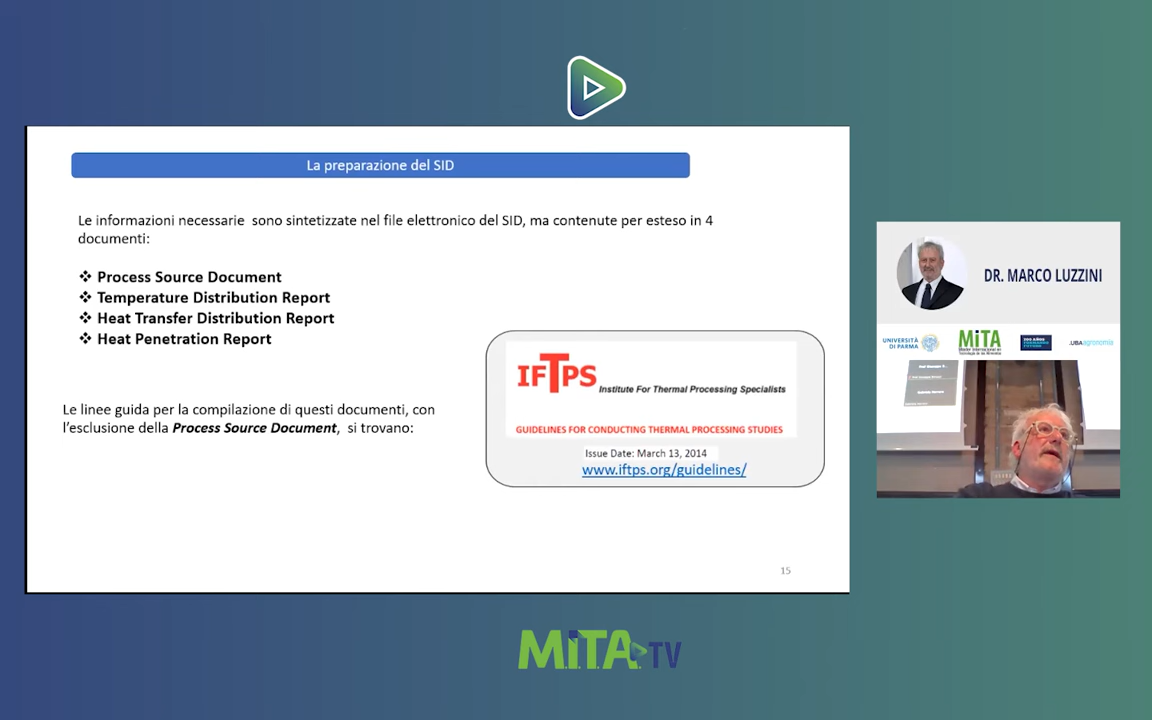 La preparazione del SID
Le informazioni necessarie sono sintetizzate nel file elettronico del SID, ma contenute per esteso in 4
documenti:
❖ Process Source Document
❖ Temperature Distribution Report
❖ Heat Transfer Distribution Report
❖ Heat Penetration Report
Le linee guida per la compilazione di questi documenti, con
l'esclusione della Process Source Document, si trovano:
IFTPS Institute For Thermal Processing Specialists
GUIDELINES FOR CONDUCTING THERMAL PROCESSING STUDIES
Issue Date: March 13, 2014
www.iftps.org/guidelines/
15
DR. MARCO LUZZINI
UNIVERSITÀ
DI PARMA
MiTA
.UBAagronomia
M.i.T.A. TV